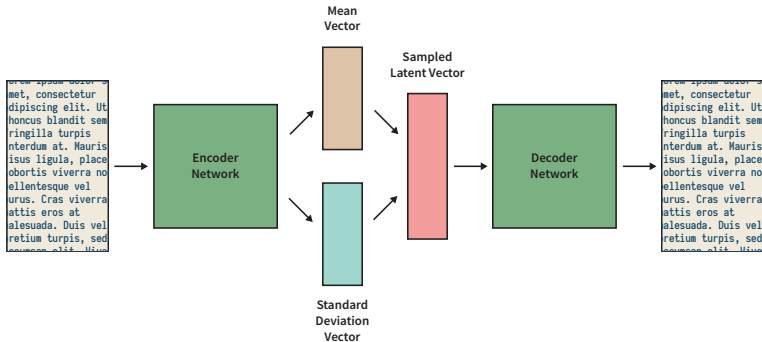 Mean
Vector
Sampled
Latent Vector
met, consectetur
dipiscing elit. Ut
honcus blandit sem
ringilla turpis
nterdum at. Mauris
isus ligula, place
obortis viverra no
ellentesque vel
urus. Cras viverra
attis eros at
alesuada. Duis vel
retium turpis, sed
Encoder
Network
Decoder
Network
met, consectetur
dipiscing elit. Ut
honcus blandit sem
ringilla turpis
nterdum at. Mauris
isus ligula, place
obortis viverra no
ellentesque vel
urus. Cras viverra
attis eros at
alesuada. Duis vel
retium turpis, sed
Standard
Deviation
Vector